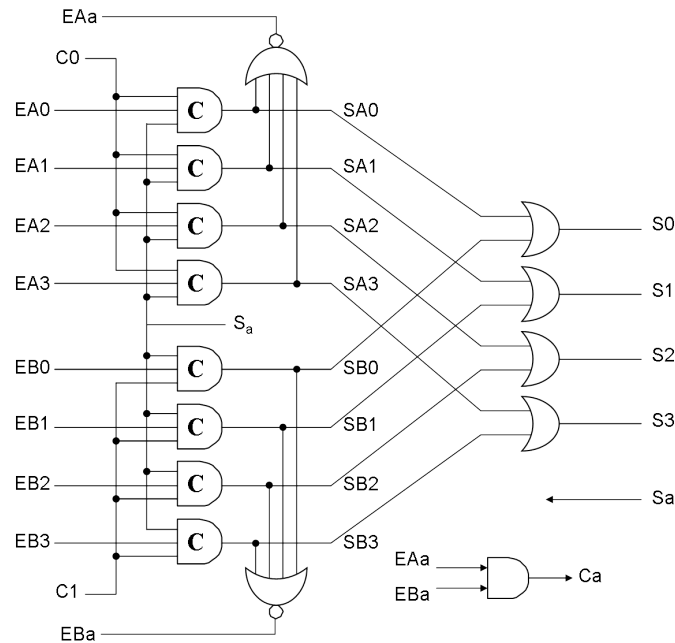 EAa
C0
EA0 C SA0
EA1 C SA1
EA2 C SA2
EA3 C SA3
Sa
EB0 C SB0
EB1 C SB1
EB2 C SB2
EB3 C SB3
C1
EBa
S0
S1
S2
S3
Sa
EAa
EBa
Ca